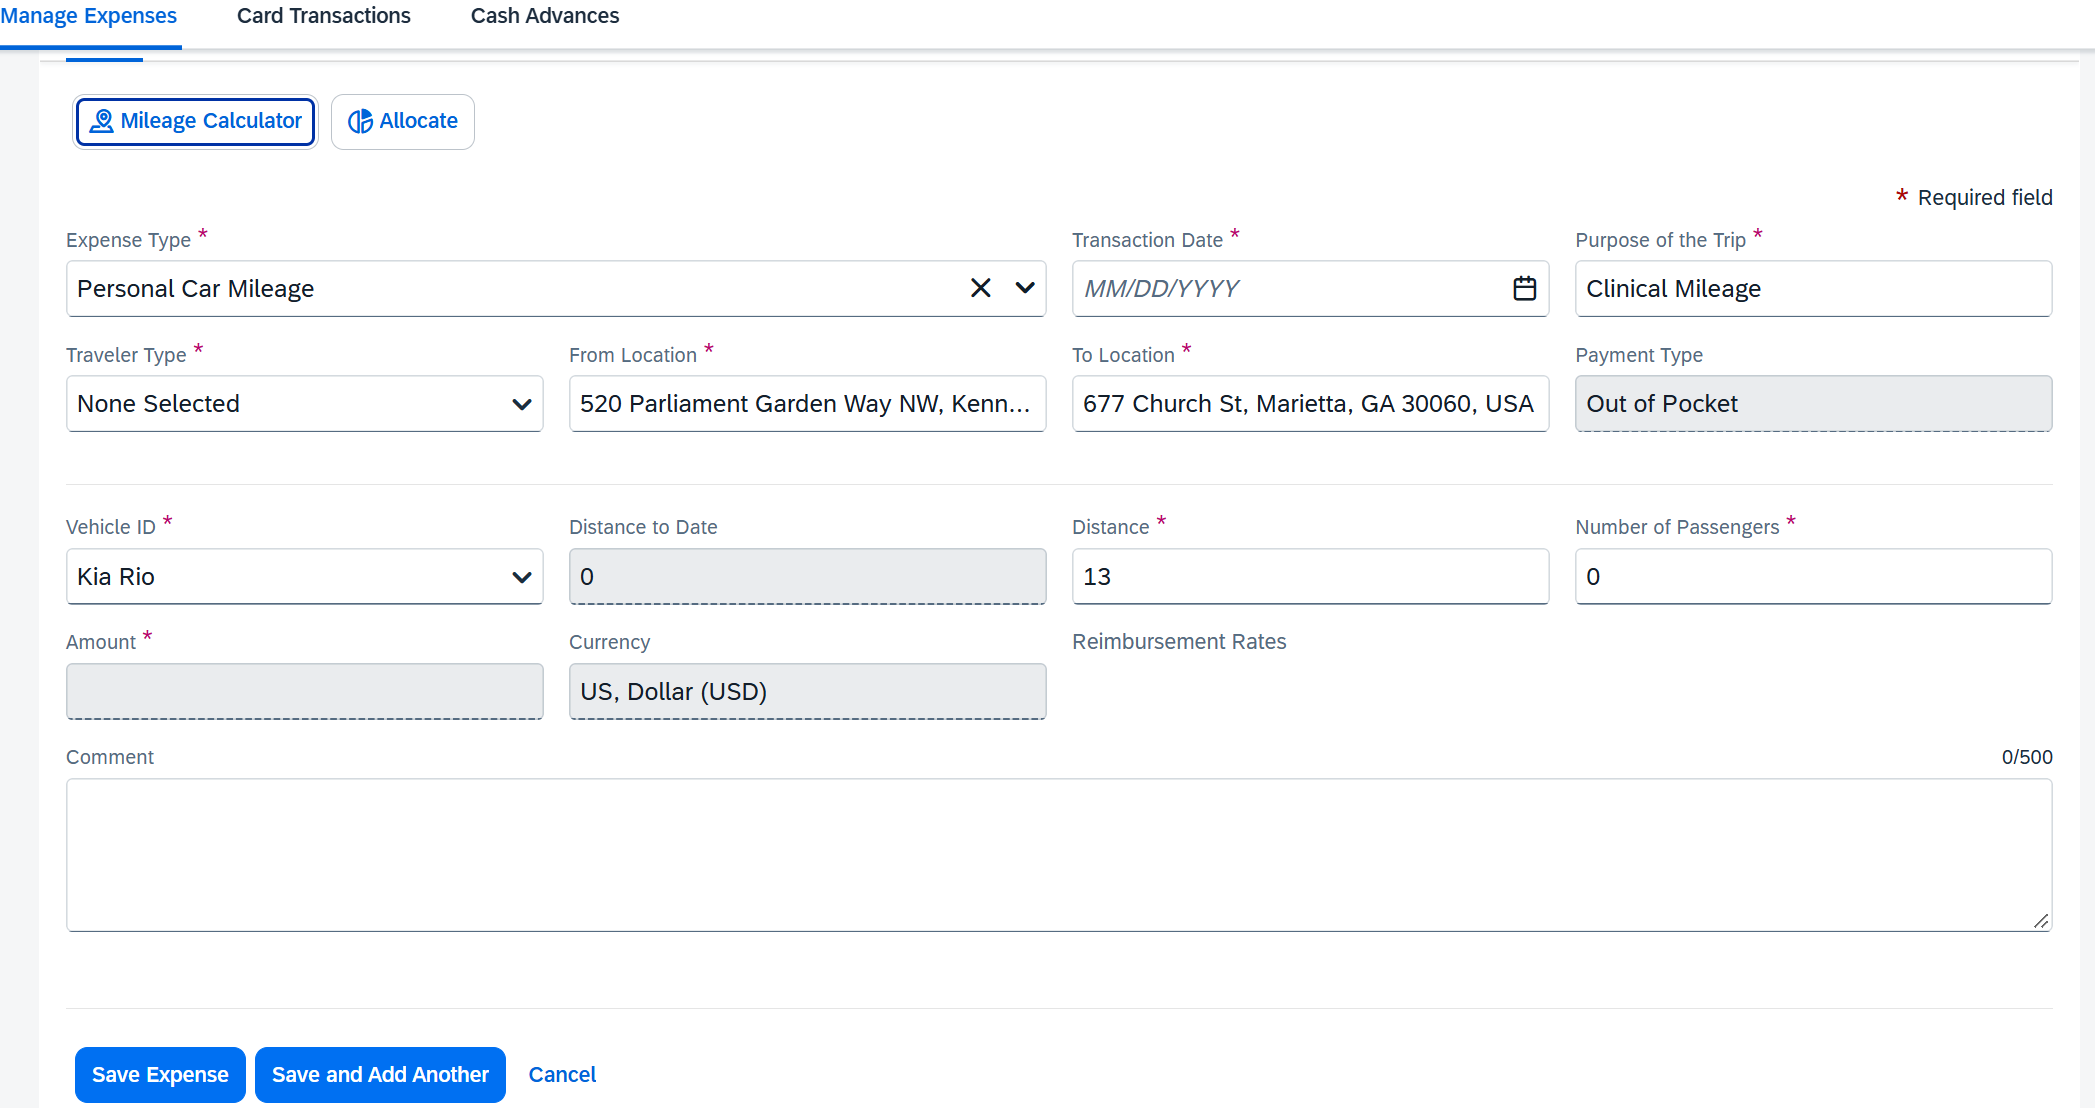 Manage Expenses Card Transactions Cash Advances
Mileage Calculator Allocate
* Required field
Expense Type * Transaction Date * Purpose of the Trip *
Personal Car Mileage MM/DD/YYYY Clinical Mileage
Traveler Type * From Location * To Location * Payment Type
None Selected 520 Parliament Garden Way NW, Kenn... 677 Church St, Marietta, GA 30060, USA Out of Pocket
Vehicle ID * Distance to Date Distance * Number of Passengers *
Kia Rio 0 13 0
Amount * Currency Reimbursement Rates
US, Dollar (USD)
Comment 0/500
Save Expense Save and Add Another Cancel